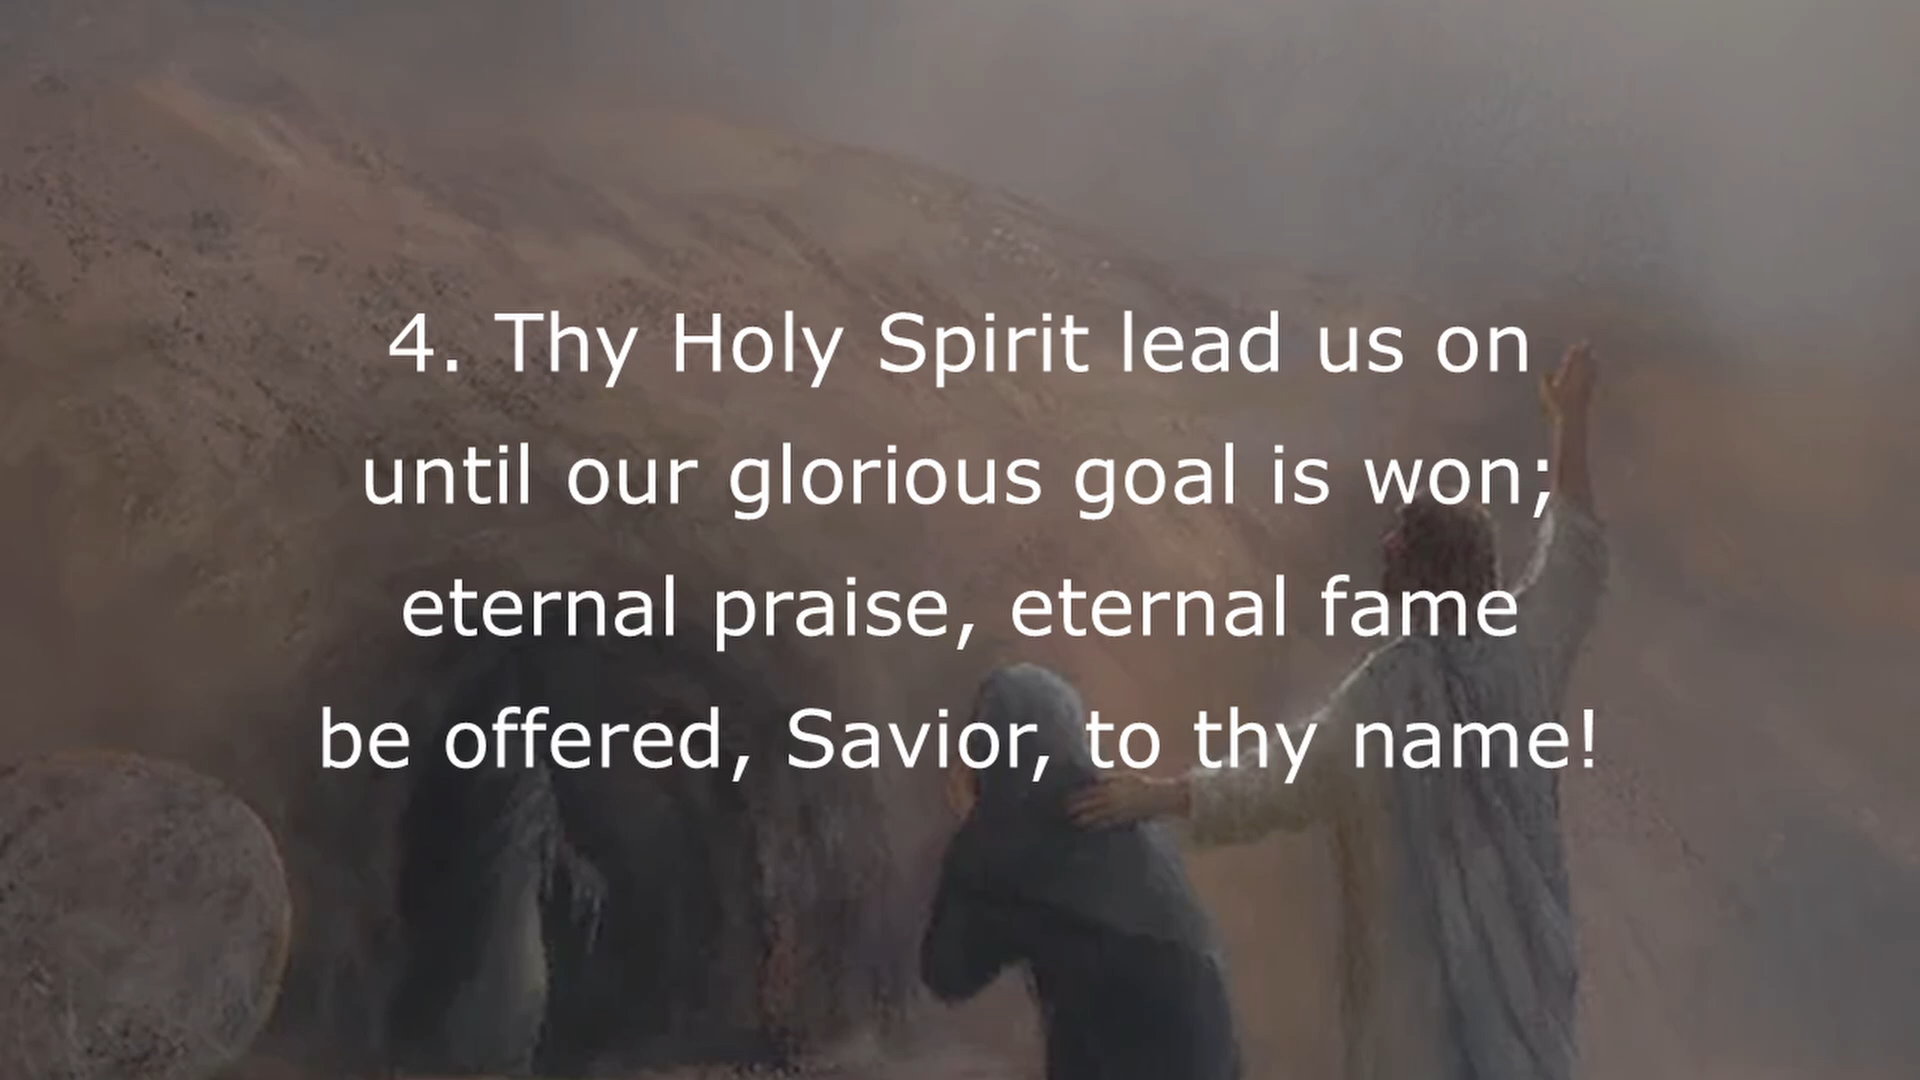 4. Thy Holy Spirit lead us on
until our glorious goal is won;
eternal praise, eternal fame
be offered, Savior, to thy name!